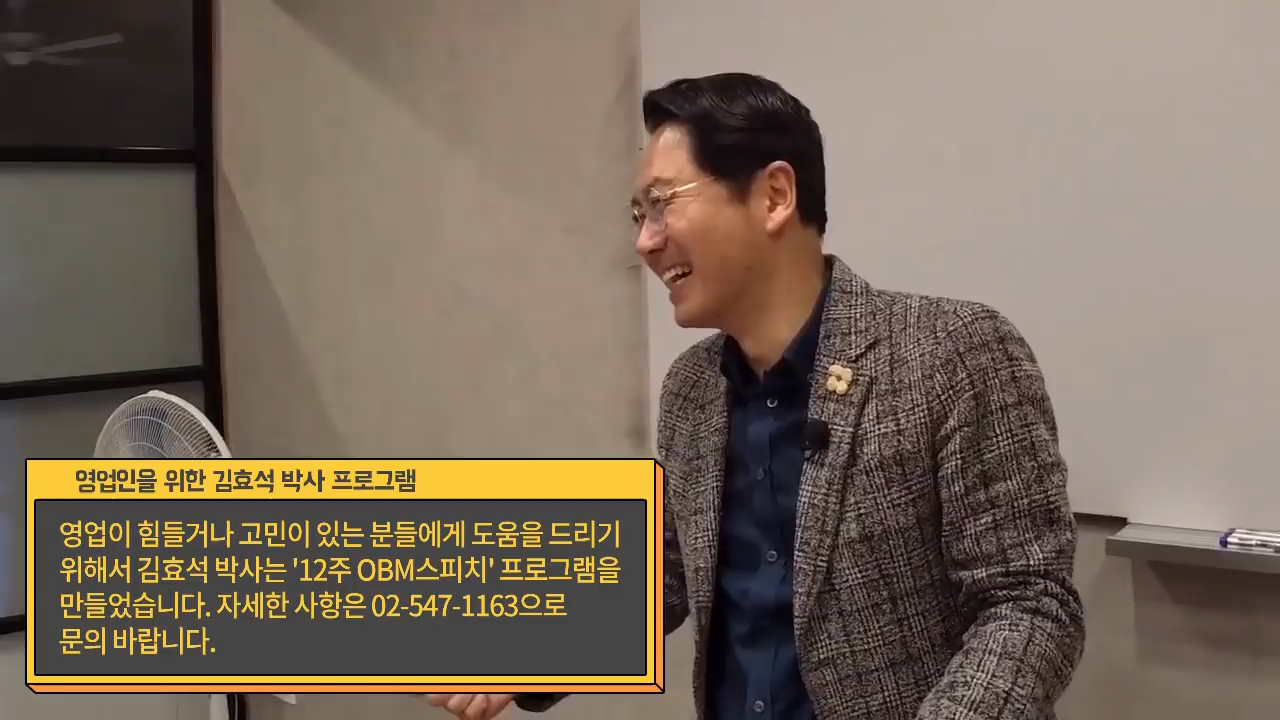 영업인을 위한 김효석 박사 프로그램
영업이 힘들거나 고민이 있는 분들에게 도움을 드리기
위해서 김효석 박사는 '12주 OBM스피치' 프로그램을
만들었습니다. 자세한 사항은 02-547-1163으로
문의 바랍니다.